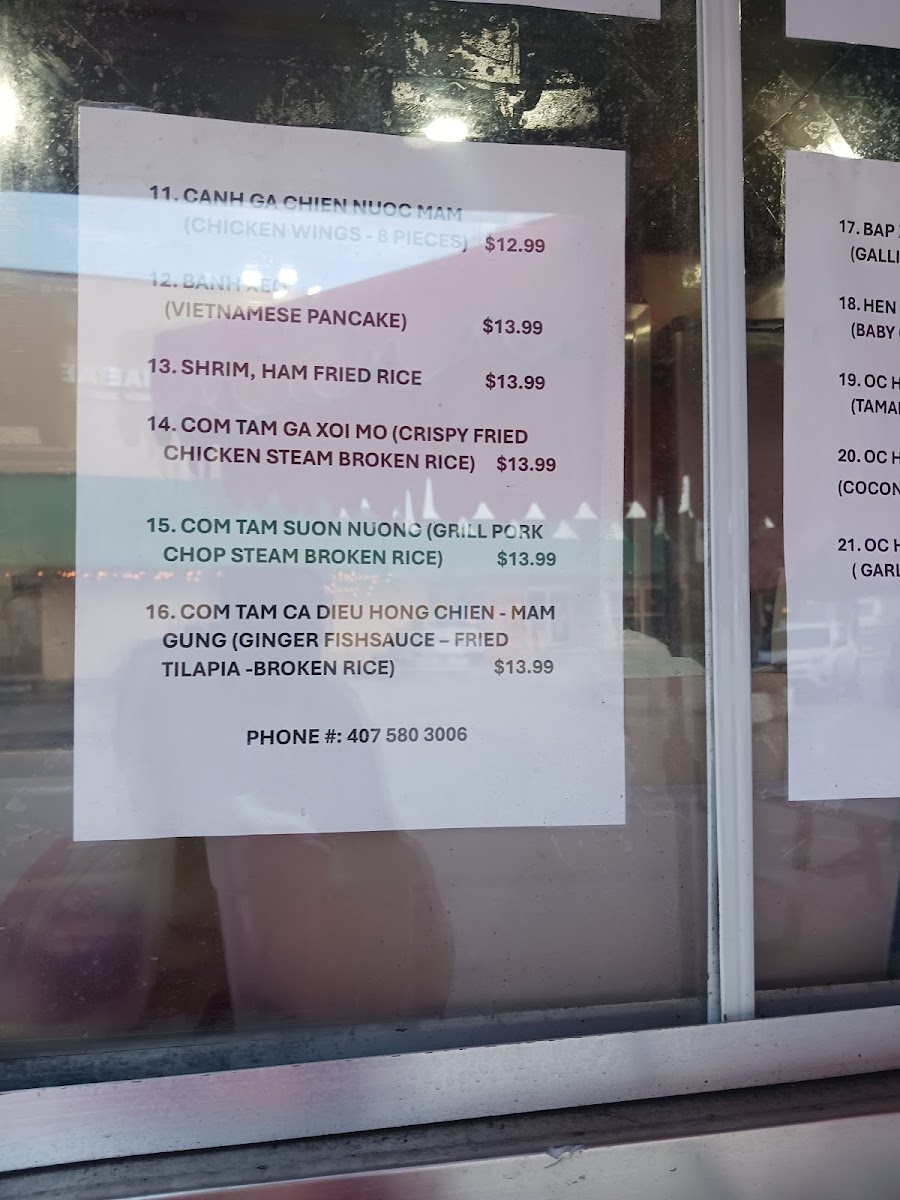 11. CANH GA CHIEN NUOC MAM
(CHICKEN WINGS - 8 PIECES) $12.99
12. BANH XEO
(VIETNAMESE PANCAKE) $13.99
13. SHRIM, HAM FRIED RICE $13.99
14. COM TAM GA XOI MO (CRISPY FRIED
CHICKEN STEAM BROKEN RICE) $13.99
15. COM TAM SUON NUONG (GRILL PORK
CHOP STEAM BROKEN RICE) $13.99
16. COM TAM CA DIEU HONG CHIEN - MAM
GUNG (GINGER FISHSAUCE – FRIED
TILAPIA -BROKEN RICE) $13.99
PHONE #: 407 580 3006
17. BAP
(GALLI
18. HEN
(BABY
19. OC H
(TAMA
20. OC H
(COCON
21. OC H
( GARL